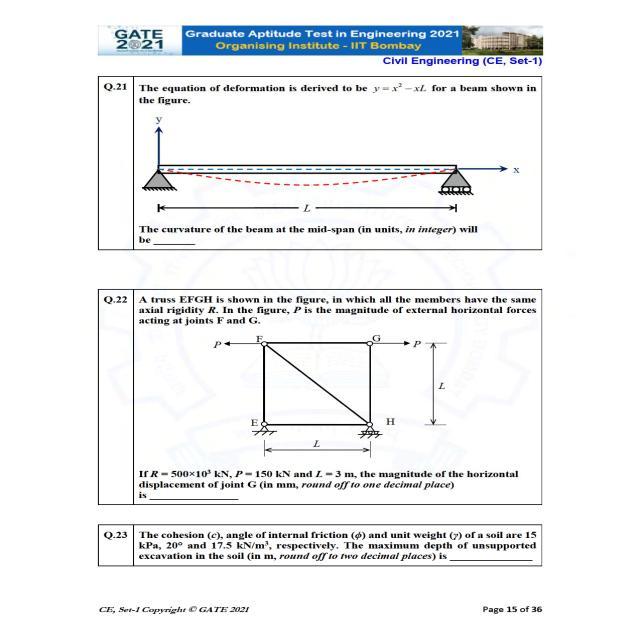 GATE
2021
Graduate Aptitude Test in Engineering 2021
Organising Institute - IIT Bombay
Civil Engineering (CE, Set-1)
Q.21 The equation of deformation is derived to be y = x² − xL for a beam shown in
the figure.
y
x
L
The curvature of the beam at the mid-span (in units, in integer) will
be _______
Q.22 A truss EFGH is shown in the figure, in which all the members have the same
axial rigidity R. In the figure, P is the magnitude of external horizontal forces
acting at joints F and G.
P F G P
L
E H
L
If R = 500×10³ kN, P = 150 kN and L = 3 m, the magnitude of the horizontal
displacement of joint G (in mm, round off to one decimal place)
is _______________
Q.23 The cohesion (c), angle of internal friction (ϕ) and unit weight (γ) of a soil are 15
kPa, 20° and 17.5 kN/m³, respectively. The maximum depth of unsupported
excavation in the soil (in m, round off to two decimal places) is ______________
CE, Set-1 Copyright © GATE 2021
Page 15 of 36